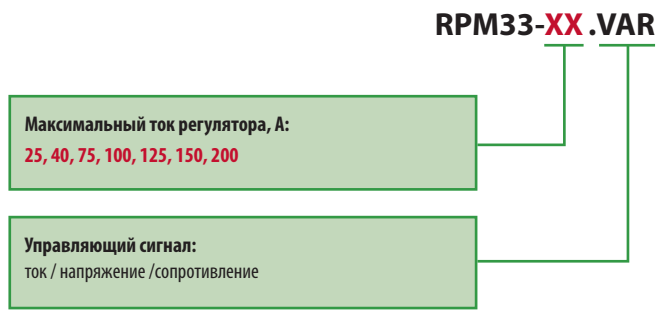 RPM33-XX.VAR
Максимальный ток регулятора, А:
25, 40, 75, 100, 125, 150, 200
Управляющий сигнал:
ток / напряжение /сопротивление